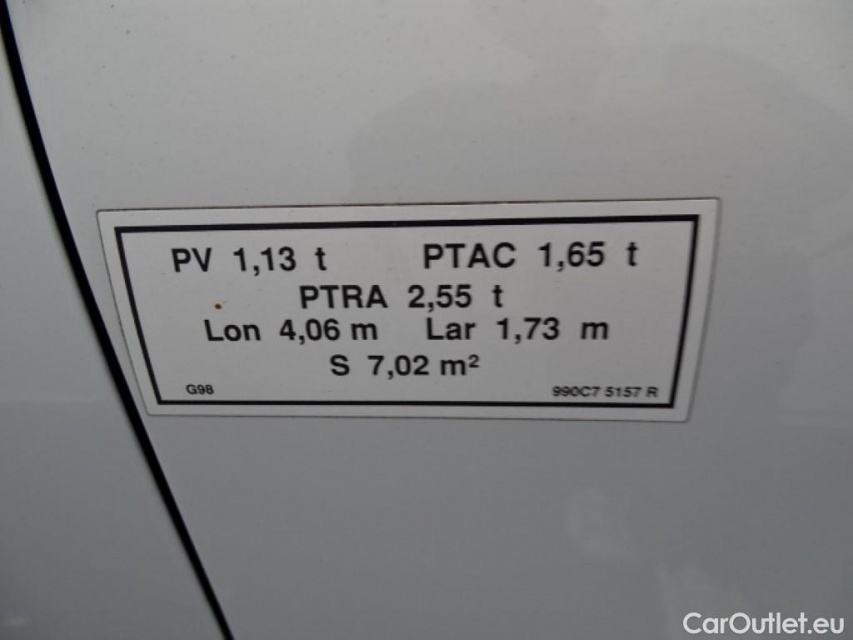 PV 1,13 t PTAC 1,65 t
PTRA 2,55 t
Lon 4,06 m Lar 1,73 m
S 7,02 m²
G98 990C7 5157 R
CarOutlet.eu